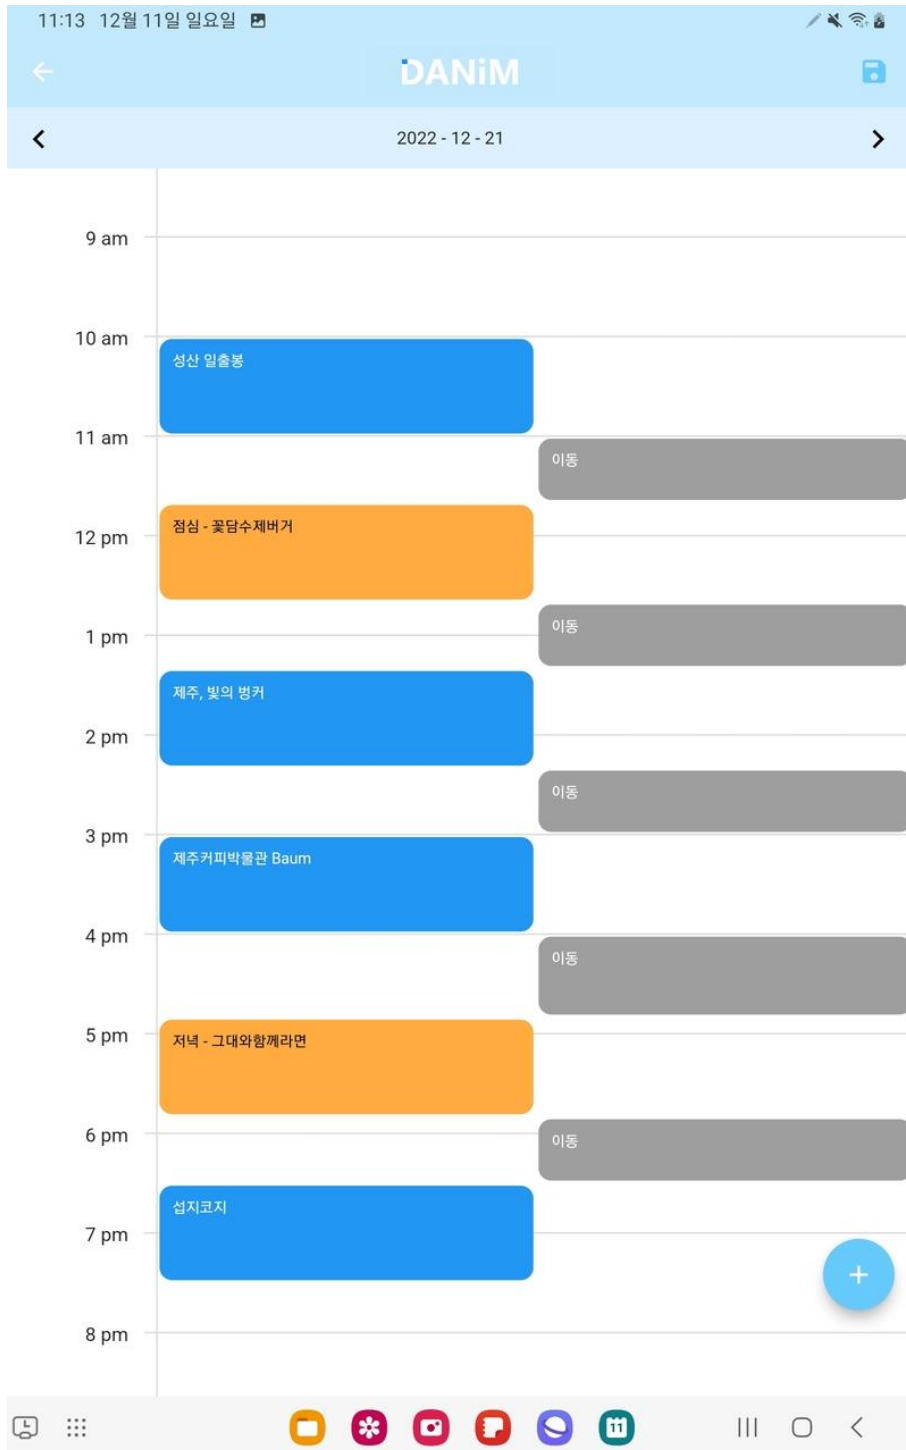 11:13 12월 11일 일요일
DANiM
2022 - 12 - 21
9 am
10 am
성산 일출봉
11 am
이동
점심 - 꽃담수제버거
12 pm
이동
1 pm
제주, 빛의 벙커
2 pm
이동
3 pm
제주커피박물관 Baum
4 pm
이동
5 pm
저녁 - 그대와함께라면
6 pm
이동
섭지코지
7 pm
+
8 pm
11